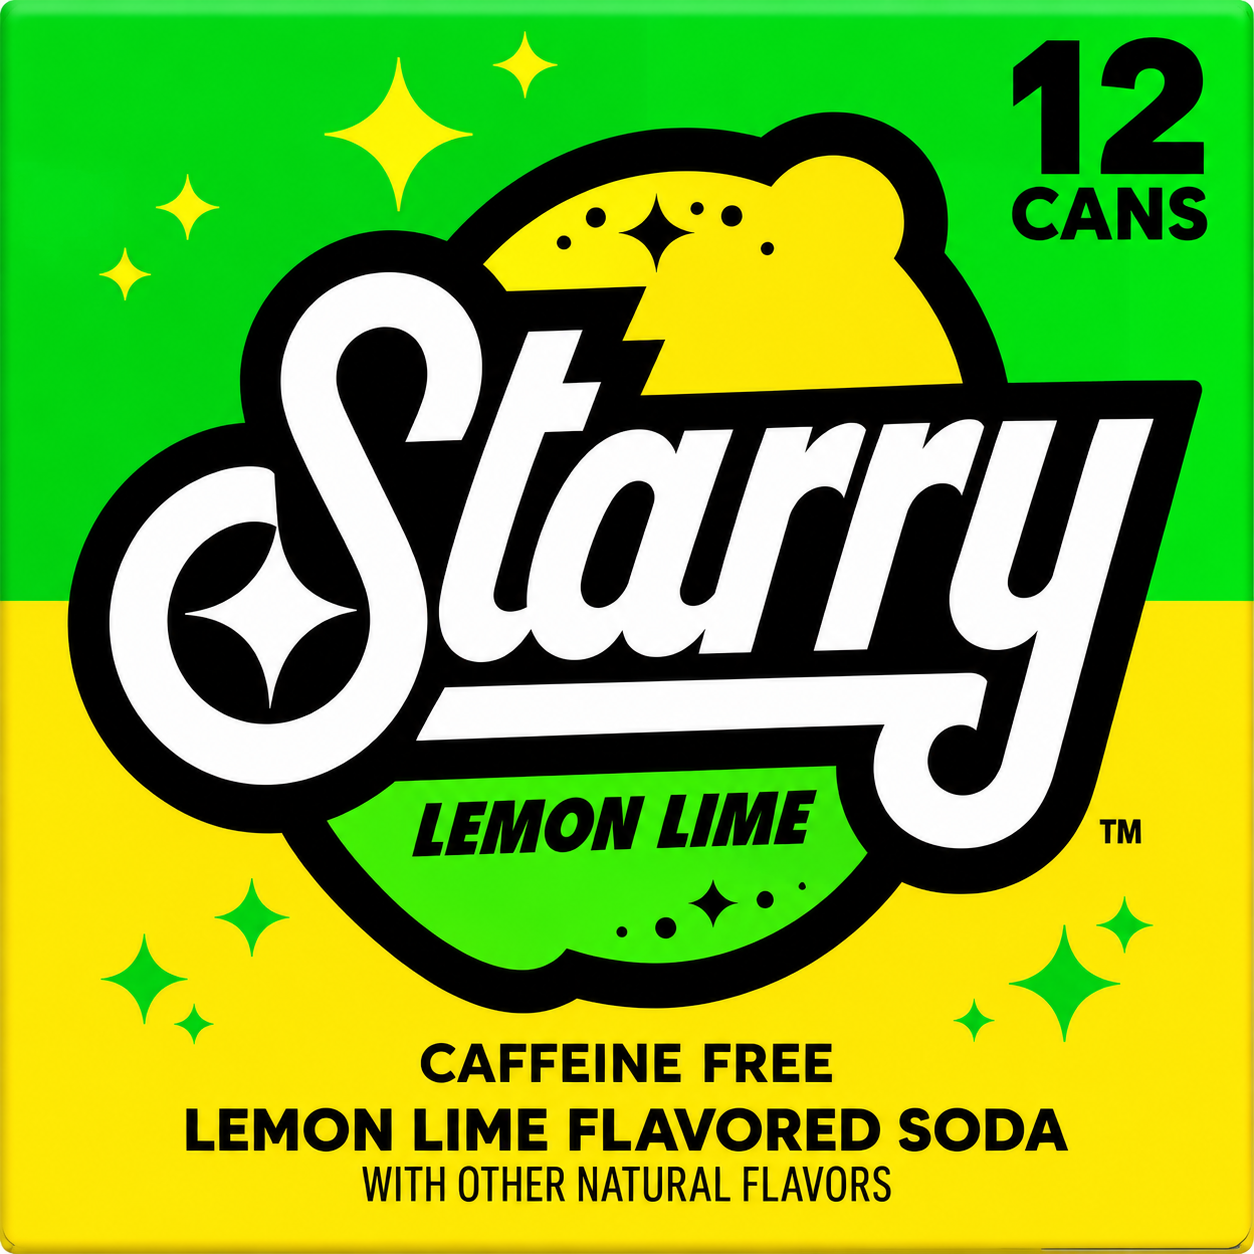 12
CANS
Starry
LEMON LIME
TM
CAFFEINE FREE
LEMON LIME FLAVORED SODA
WITH OTHER NATURAL FLAVORS